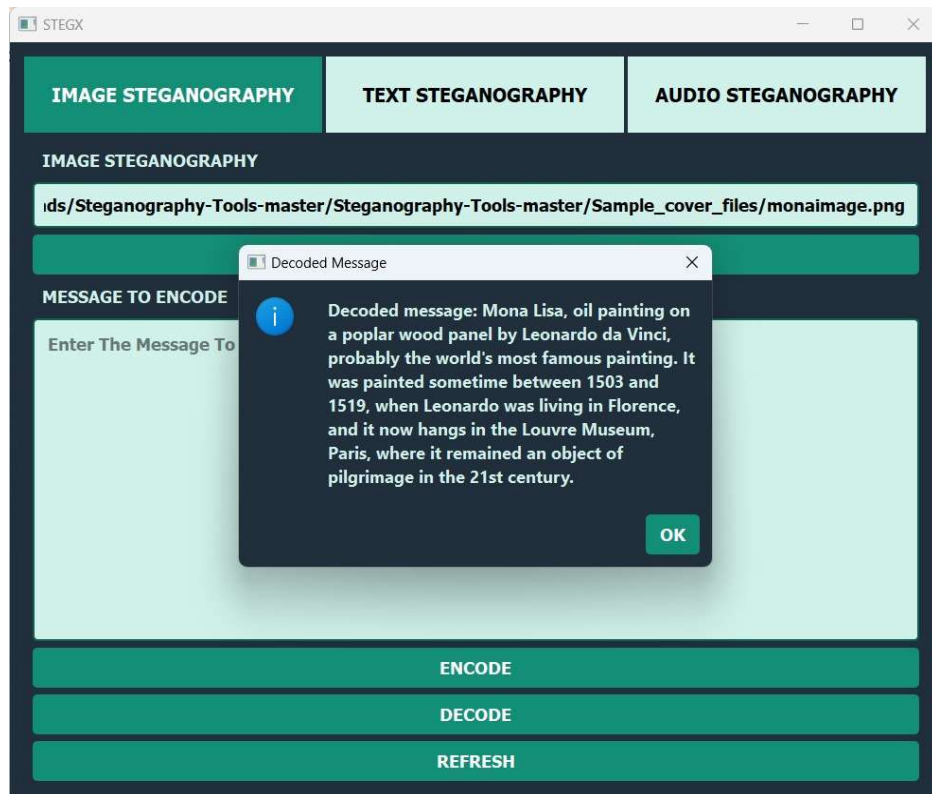 STEGX
IMAGE STEGANOGRAPHY
TEXT STEGANOGRAPHY
AUDIO STEGANOGRAPHY
IMAGE STEGANOGRAPHY
ds/Steganography-Tools-master/Steganography-Tools-master/Sample_cover_files/monaimage.png
MESSAGE TO ENCODE
Enter The Message To
Decoded Message
Decoded message: Mona Lisa, oil painting on
a poplar wood panel by Leonardo da Vinci,
probably the world's most famous painting. It
was painted sometime between 1503 and
1519, when Leonardo was living in Florence,
and it now hangs in the Louvre Museum,
Paris, where it remained an object of
pilgrimage in the 21st century.
OK
ENCODE
DECODE
REFRESH